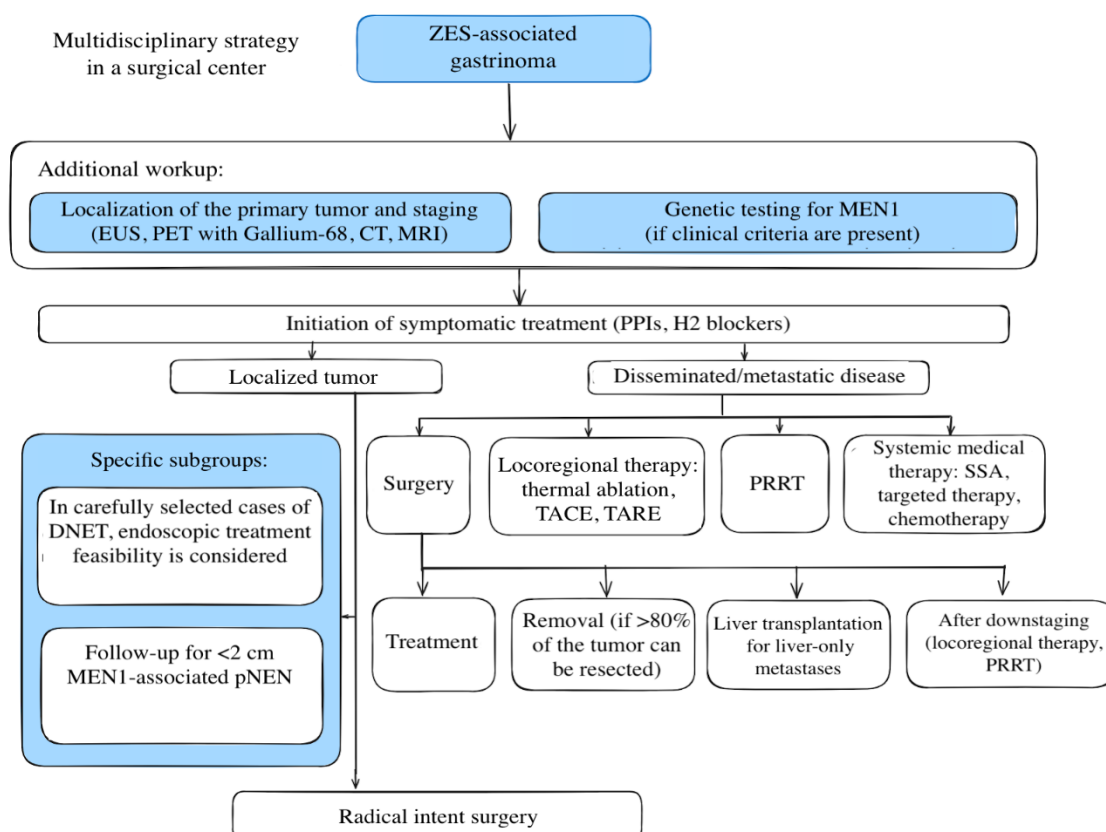 Multidisciplinary strategy
in a surgical center
ZES-associated
gastrinoma
Additional workup:
Localization of the primary tumor and staging
(EUS, PET with Gallium-68, CT, MRI)
Genetic testing for MEN1
(if clinical criteria are present)
Initiation of symptomatic treatment (PPIs, H2 blockers)
Localized tumor
Disseminated/metastatic disease
Specific subgroups:
In carefully selected cases of
DNET, endoscopic treatment
feasibility is considered
Follow-up for <2 cm
MEN1-associated pNEN
Surgery
Locoregional therapy:
thermal ablation,
TACE, TARE
PRRT
Systemic medical
therapy: SSA,
targeted therapy,
chemotherapy
Treatment
Removal (if >80%
of the tumor can
be resected)
Liver transplantation
for liver-only
metastases
After downstaging
(locoregional therapy,
PRRT)
Radical intent surgery